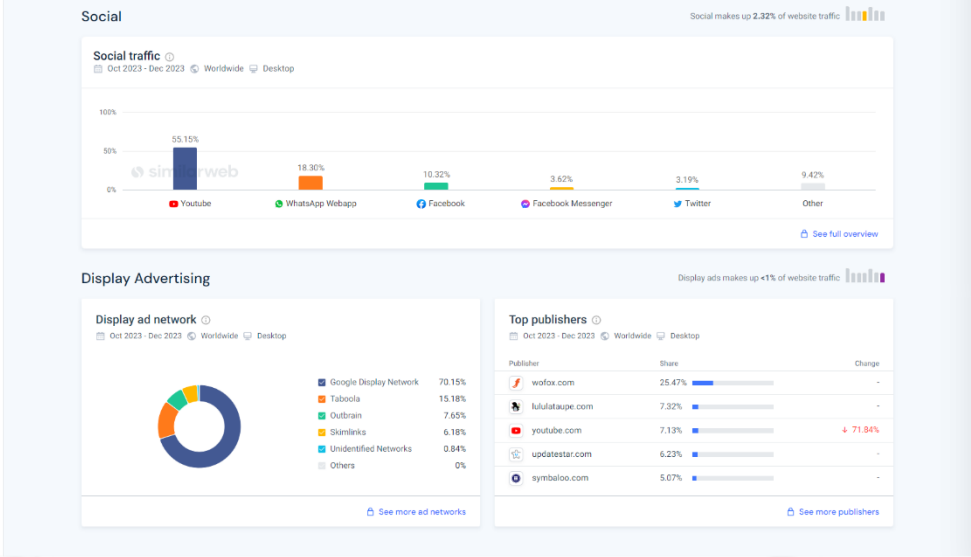 Social
Social makes up 2.32% of website traffic
Social traffic
Oct 2023 - Dec 2023 Worldwide Desktop
100%
50%
0%
55.15%
18.30%
10.32%
3.62%
3.19%
9.42%
similarweb
Youtube
WhatsApp Webapp
Facebook
Facebook Messenger
Twitter
Other
See full overview
Display Advertising
Display ads makes up <1% of website traffic
Display ad network
Oct 2023 - Dec 2023 Worldwide Desktop
Google Display Network 70.15%
Taboola 15.18%
Outbrain 7.65%
Skimlinks 6.18%
Unidentified Networks 0.84%
Others 0%
See more ad networks
Top publishers
Oct 2023 - Dec 2023 Worldwide Desktop
Publisher Share Change
wofox.com 25.47% -
lululataupe.com 7.32% -
youtube.com 7.13% ↓ 71.84%
updatestar.com 6.23% -
symbaloo.com 5.07% -
See more publishers